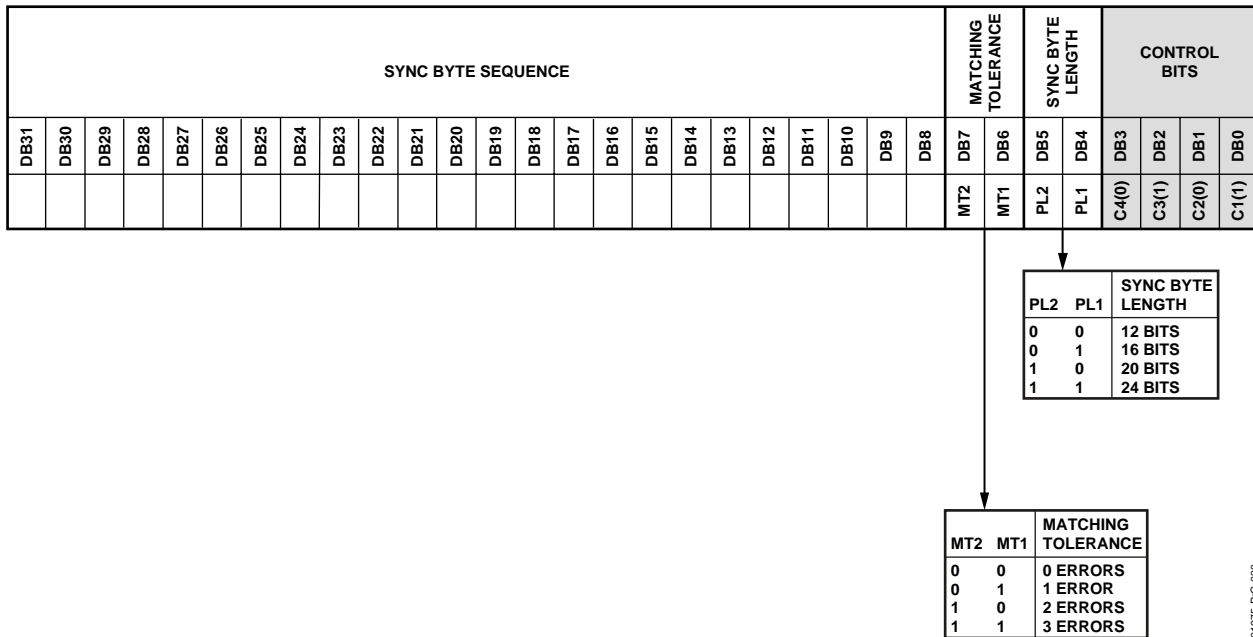 SYNC BYTE SEQUENCE
MATCHING
TOLERANCE
SYNC BYTE
LENGTH
CONTROL
BITS
DB31 DB30 DB29 DB28 DB27 DB26 DB25 DB24 DB23 DB22 DB21 DB20 DB19 DB18 DB17 DB16 DB15 DB14 DB13 DB12 DB11 DB10 DB9 DB8 DB7 DB6 DB5 DB4 DB3 DB2 DB1 DB0
MT2 MT1 PL2 PL1 C4(0) C3(1) C2(0) C1(1)
PL2 PL1 SYNC BYTE
LENGTH
0 0 12 BITS
0 1 16 BITS
1 0 20 BITS
1 1 24 BITS
MT2 MT1 MATCHING
TOLERANCE
0 0 0 ERRORS
0 1 1 ERROR
1 0 2 ERRORS
1 1 3 ERRORS